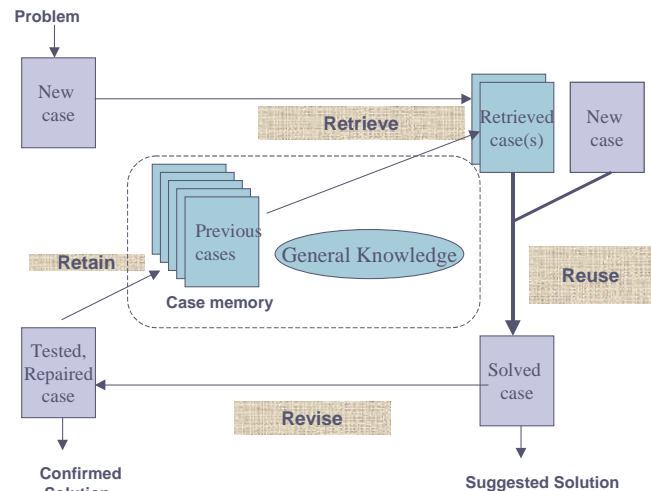 Problem
New
case
Retrieve
Retrieved
case(s)
New
case
Previous
cases
General Knowledge
Retain
Case memory
Reuse
Tested,
Repaired
case
Solved
case
Revise
Confirmed
Solution
Suggested Solution